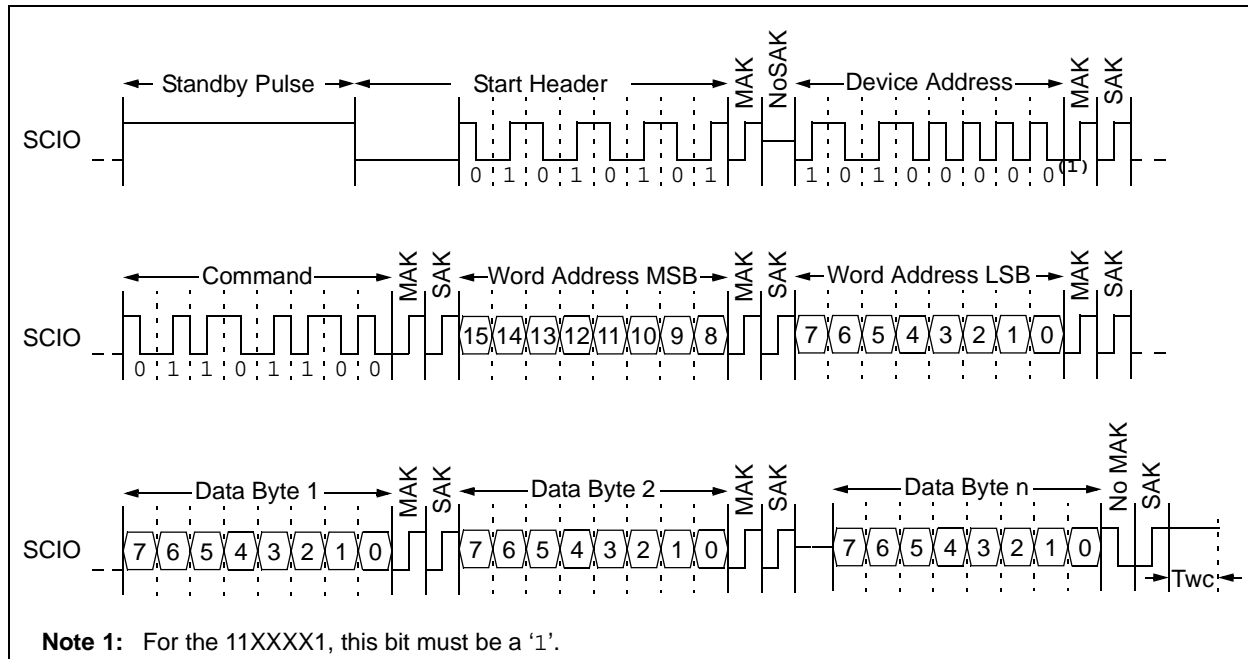 Standby Pulse Start Header MAK NoSAK Device Address MAK SAK
SCIO
0 1 0 1 0 1 0 1 1 0 1 0 0 0 0 0(1)
Command MAK SAK Word Address MSB MAK SAK Word Address LSB MAK SAK
SCIO 15 14 13 12 11 10 9 8 7 6 5 4 3 2 1 0
0 1 1 0 1 1 0 0
Data Byte 1 MAK SAK Data Byte 2 MAK SAK Data Byte n No MAK SAK
SCIO 7 6 5 4 3 2 1 0 7 6 5 4 3 2 1 0 7 6 5 4 3 2 1 0
Twc
Note 1: For the 11XXXX1, this bit must be a ‘1’.